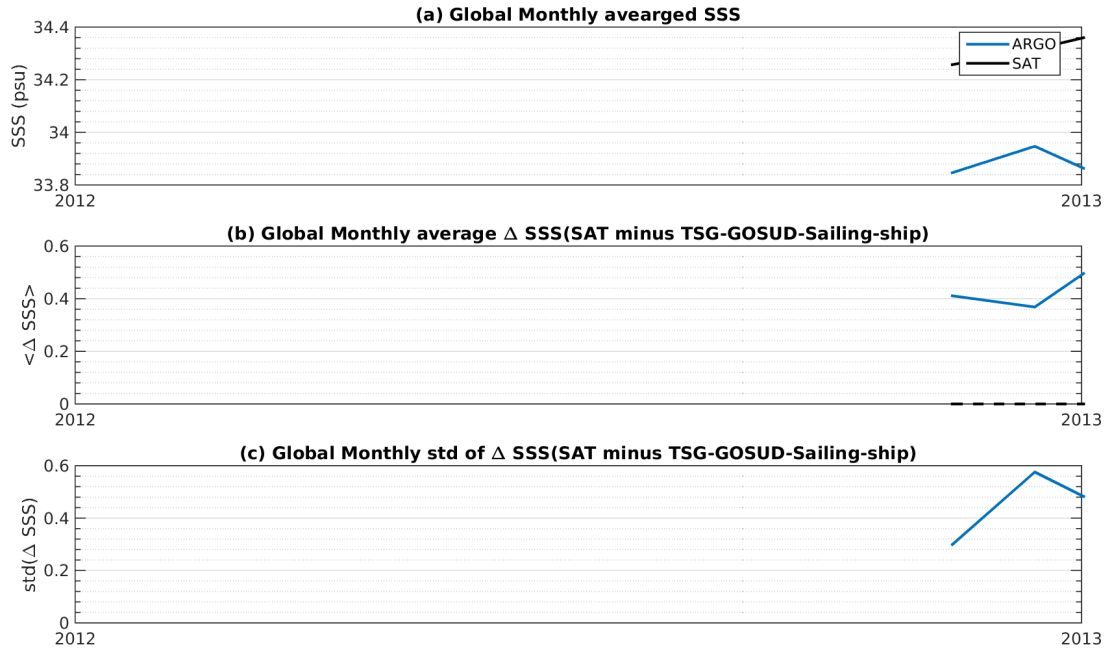 (a) Global Monthly avearged SSS
34.4
34.2
34
33.8
SSS (psu)
ARGO
SAT
2012
2013
(b) Global Monthly average Δ SSS(SAT minus TSG-GOSUD-Sailing-ship)
0.6
0.4
0.2
0
<Δ SSS>
2012
2013
(c) Global Monthly std of Δ SSS(SAT minus TSG-GOSUD-Sailing-ship)
0.6
0.4
0.2
0
std(Δ SSS)
2012
2013